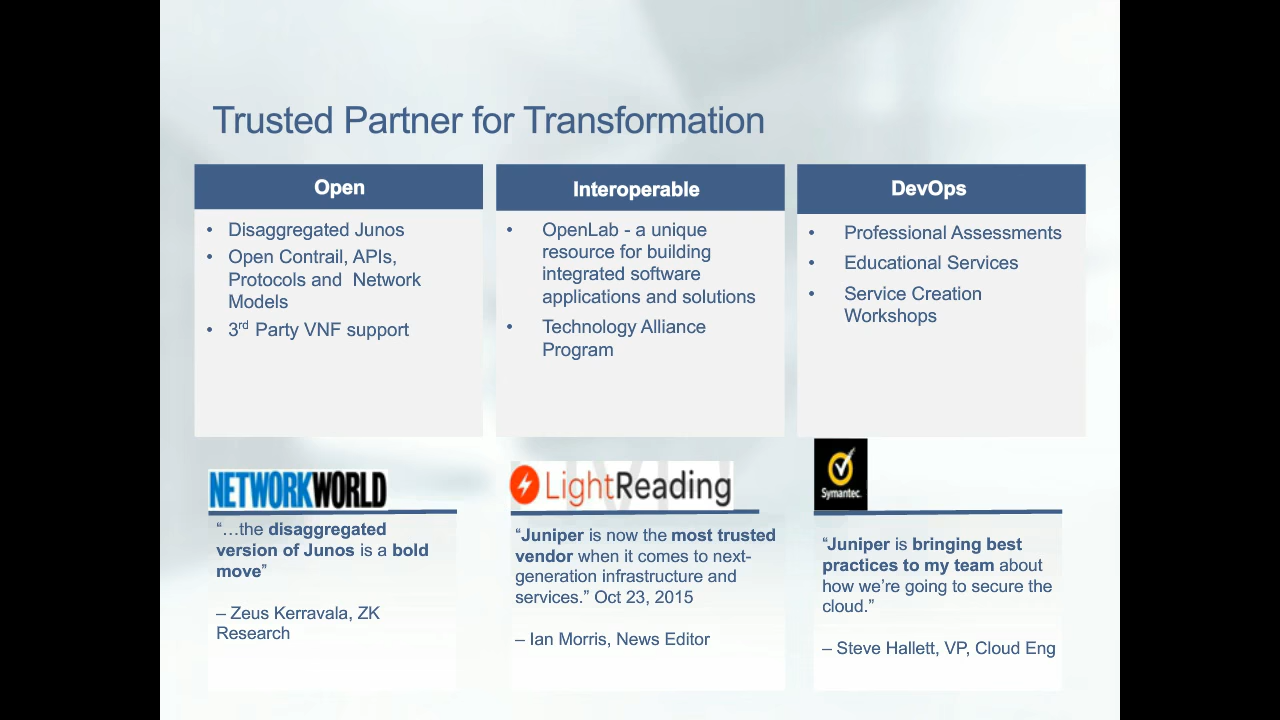 Trusted Partner for Transformation
Open
• Disaggregated Junos
• Open Contrail, APIs,
Protocols and Network
Models
• 3rd Party VNF support
Interoperable
• OpenLab - a unique
resource for building
integrated software
applications and solutions
• Technology Alliance
Program
DevOps
• Professional Assessments
• Educational Services
• Service Creation
Workshops
NETWORKWORLD
“…the disaggregated
version of Junos is a bold
move”
– Zeus Kerravala, ZK
Research
LightReading
“Juniper is now the most trusted
vendor when it comes to next-
generation infrastructure and
services.” Oct 23, 2015
– Ian Morris, News Editor
Symantec.
“Juniper is bringing best
practices to my team about
how we’re going to secure the
cloud.”
– Steve Hallett, VP, Cloud Eng